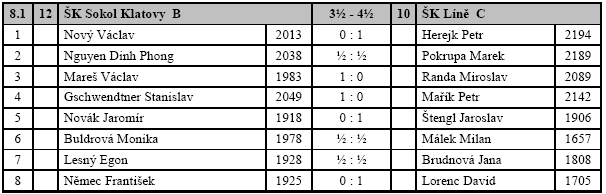 8.1 12 ŠK Sokol Klatovy B 3½ - 4½ 10 ŠK Líně C
1 Nový Václav 2013 0 : 1 Herejk Petr 2194
2 Nguyen Dinh Phong 2038 ½ : ½ Pokrupa Marek 2189
3 Mareš Václav 1983 1 : 0 Randa Miroslav 2089
4 Gschwendtner Stanislav 2049 1 : 0 Mařík Petr 2142
5 Novák Jaromír 1918 0 : 1 Štengl Jaroslav 1906
6 Buldrová Monika 1978 ½ : ½ Málek Milan 1657
7 Lesný Egon 1928 ½ : ½ Brudnová Jana 1808
8 Němec František 1925 0 : 1 Lorenc David 1705